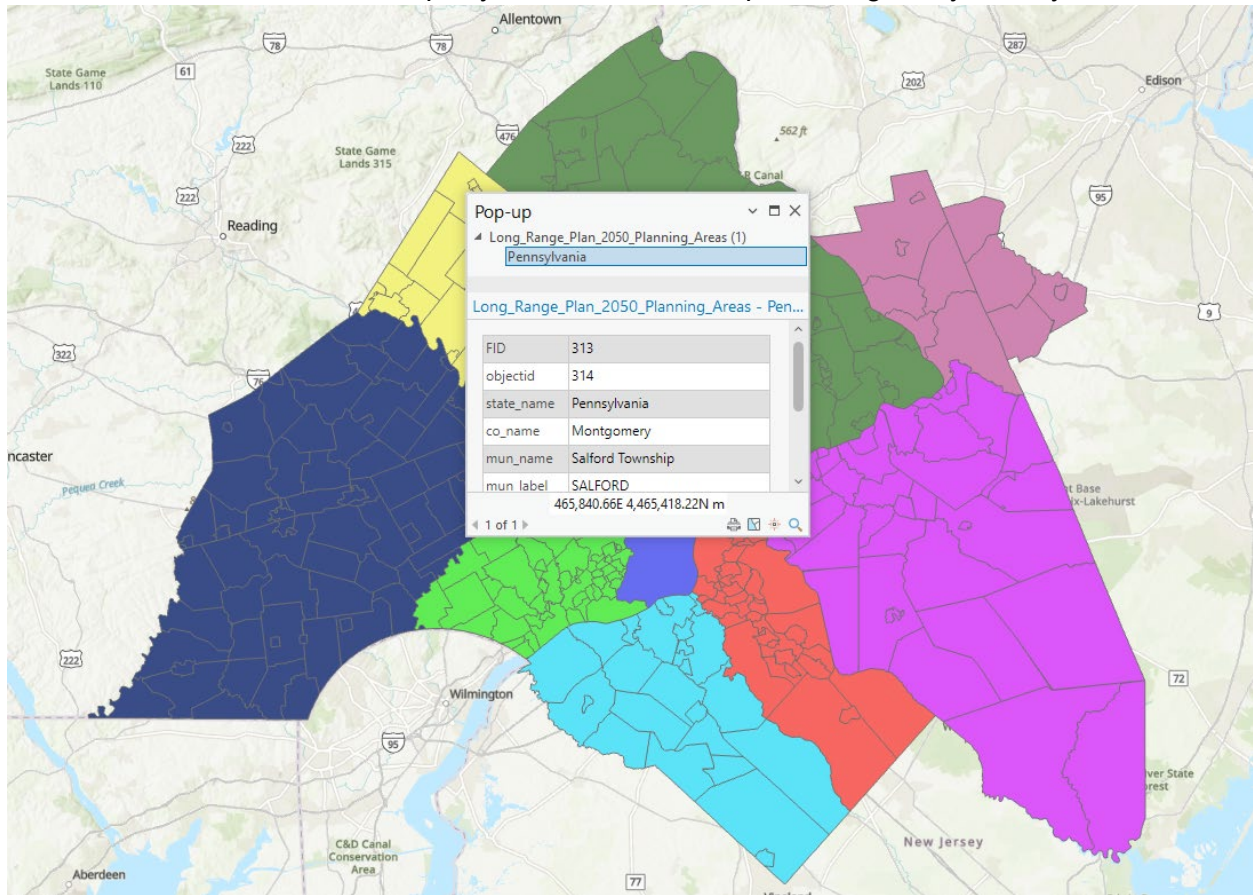 Allentown
78
78
287
State Game
Lands 110
61
202
Edison
476
562 ft
222
State Game
Lands 315
R Canal
222
95
Reading
Pop-up
Long_Range_Plan_2050_Planning_Areas (1)
Pennsylvania
Long_Range_Plan_2050_Planning_Areas - Pen...
9
FID 313
objectid 314
322
state_name Pennsylvania
76
co_name Montgomery
mun_name Salford Township
ncaster
mun_label SALFORD
Pequea Creek
nt Base
ix-Lakehurst
465,840.66E 4,465,418.22N m
1 of 1
222
72
Wilmington
95
iver State
rest
C&D Canal
Conservation
Area
New Jersey
Aberdeen
77